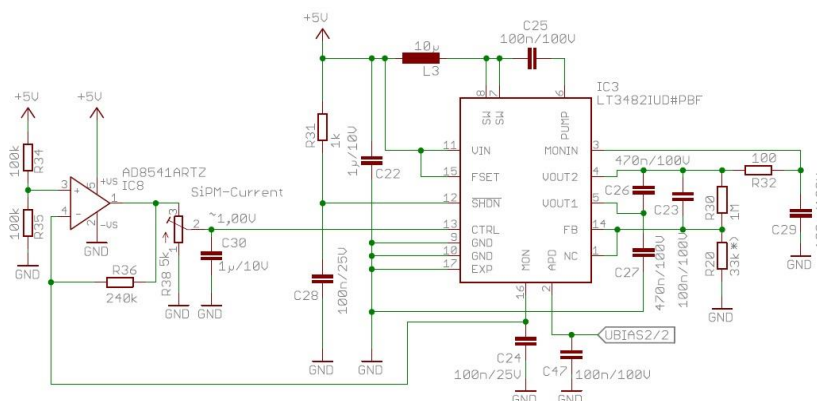 +5V
+5V
100k
R34
100k
R35
GND
AD8541ARTZ
IC8
+US
-US
3
4
5
2
1
GND
R36
240k
SiPM-Current
~1,00V
3
2
1
R38 5k
GND
C30
1µ/10V
GND
+5V
R31
1k
C28
100n/25V
GND
1µ/10V
C22
GND
10µ
L3
C25
100n/100V
IC3
LT3482IUD#PBF
8
7
6
SW
SW
PUMP
11
VIN
15
FSET
12
SHDN
13
CTRL
9
GND
10
GND
17
EXP
MON
APD
16
2
MONIN
3
VOUT2
4
VOUT1
5
FB
14
NC
1
470n/100V
C26
C23
C27
470n/100V
100n/100V
R30
1M
R20
33k*)
GND
100
R32
C29
GND
UBIAS2/2
C24
100n/25V
GND
C47
100n/100V
GND